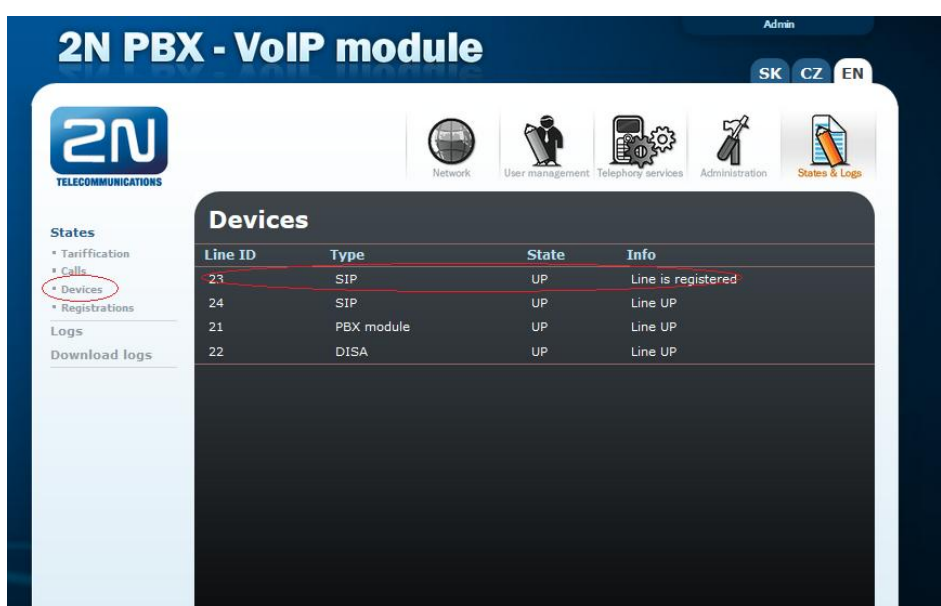 Admin
2N PBX - VoIP module
SK CZ EN
2N
TELECOMMUNICATIONS
Network
User management
Telephony services
Administration
States & Logs
States
Tariffication
Calls
Devices
Registrations
Logs
Download logs
Devices
Line ID Type State Info
23 SIP UP Line is registered
24 SIP UP Line UP
21 PBX module UP Line UP
22 DISA UP Line UP